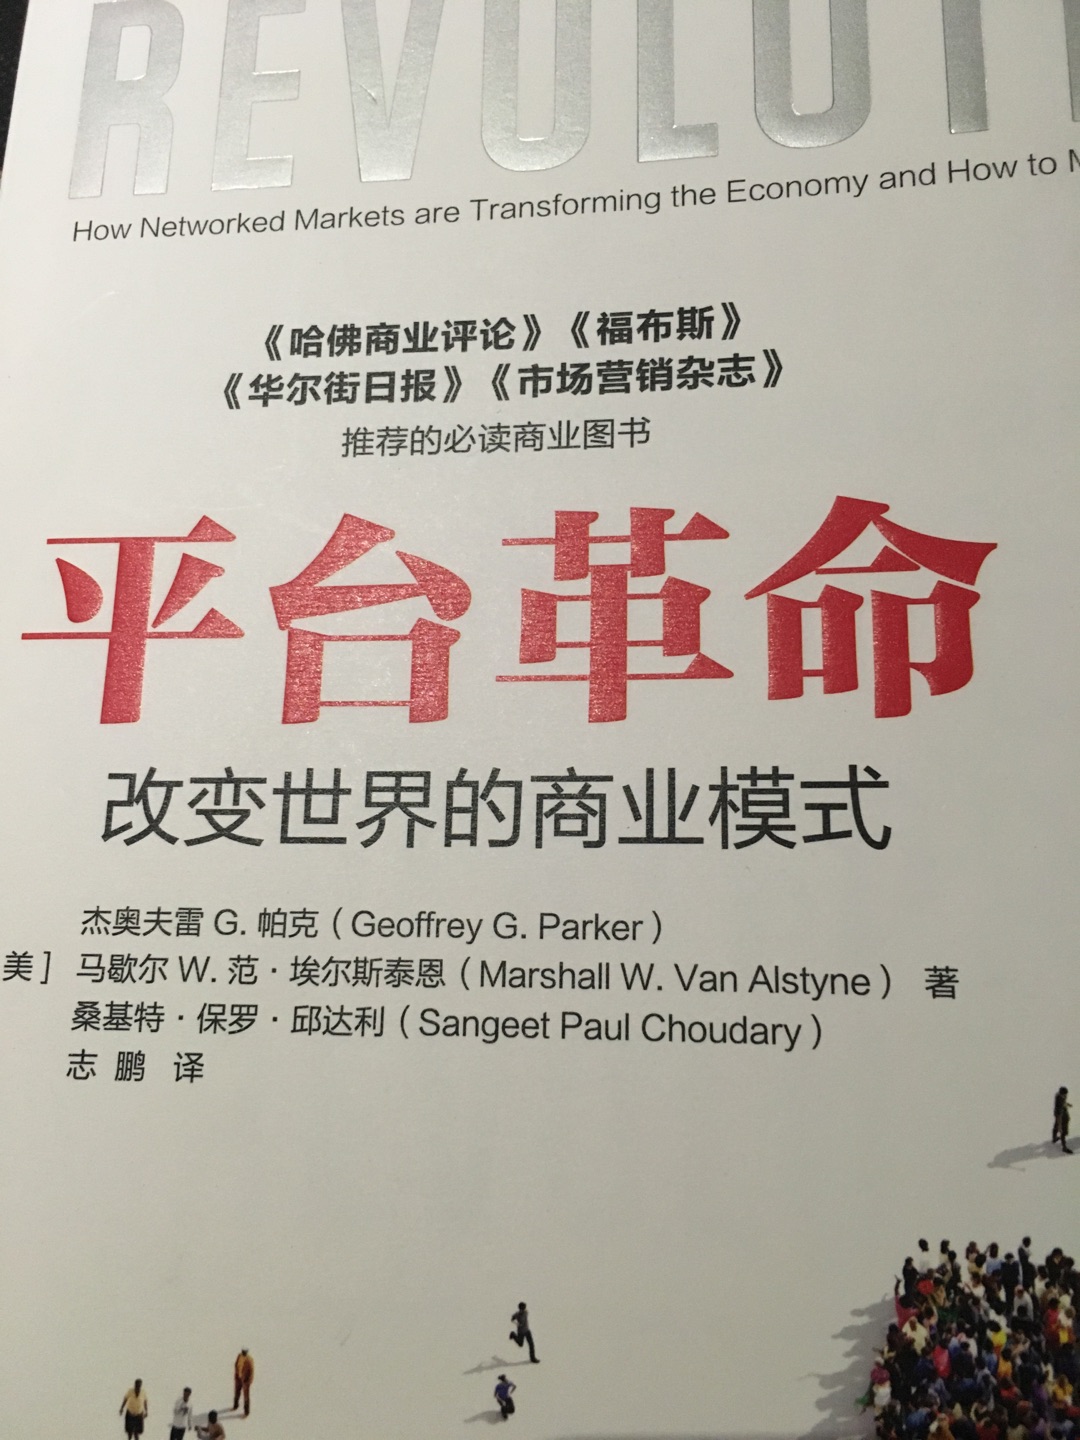 REVOLUTI
How Networked Markets are Transforming the Economy and How to M
《哈佛商业评论》《福布斯》
《华尔街日报》《市场营销杂志》
推荐的必读商业图书
平台革命
改变世界的商业模式
杰奥夫雷 G. 帕克（Geoffrey G. Parker）
美］ 马歇尔 W. 范·埃尔斯泰恩（Marshall W. Van Alstyne） 著
桑基特·保罗·邱达利（Sangeet Paul Choudary）
志 鹏 译